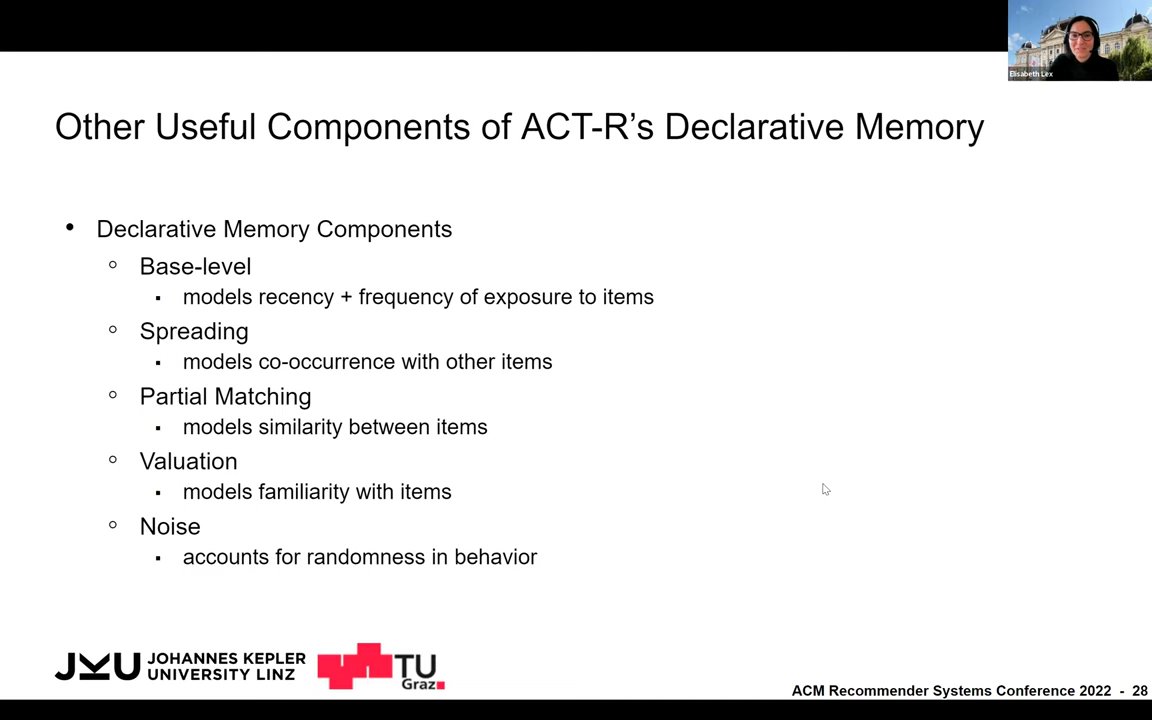 Elisabeth Lex
Other Useful Components of ACT-R’s Declarative Memory
• Declarative Memory Components
○ Base-level
▪ models recency + frequency of exposure to items
○ Spreading
▪ models co-occurrence with other items
○ Partial Matching
▪ models similarity between items
○ Valuation
▪ models familiarity with items
○ Noise
▪ accounts for randomness in behavior
JKU JOHANNES KEPLER
UNIVERSITY LINZ
TU
Graz
ACM Recommender Systems Conference 2022 - 28